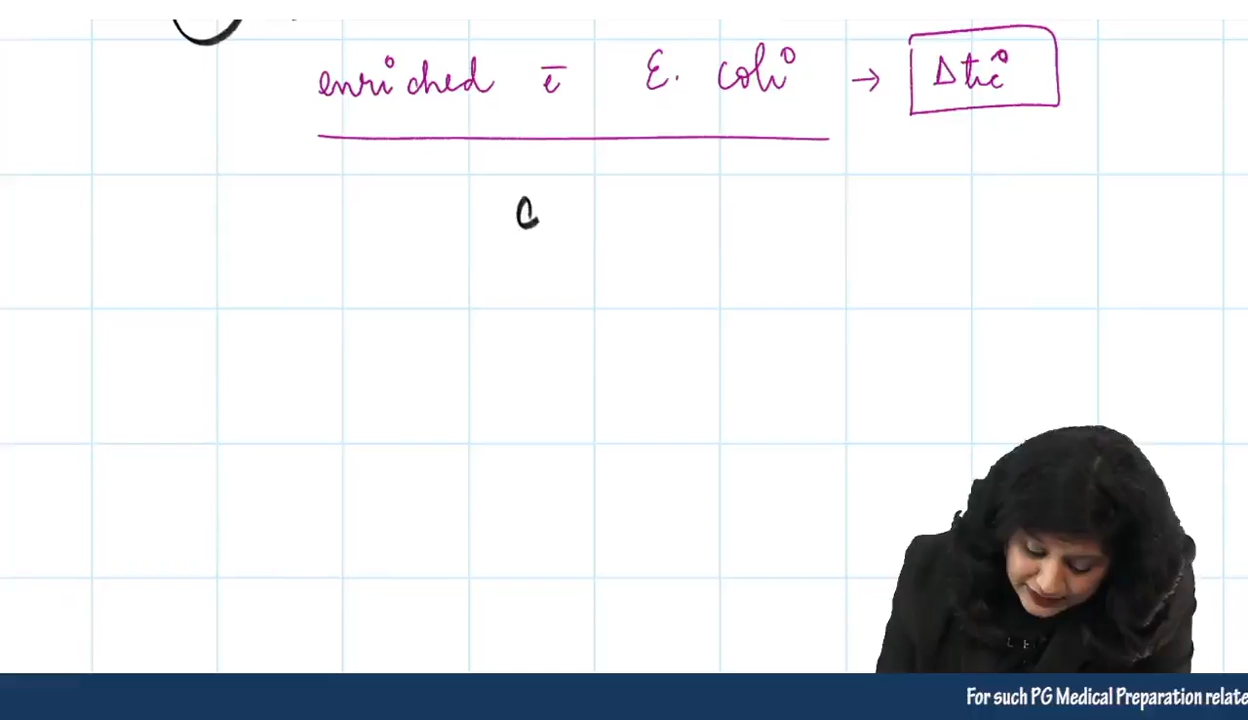 enriched c̄ E. coli → Δtic
C
For such PG Medical Preparation relate